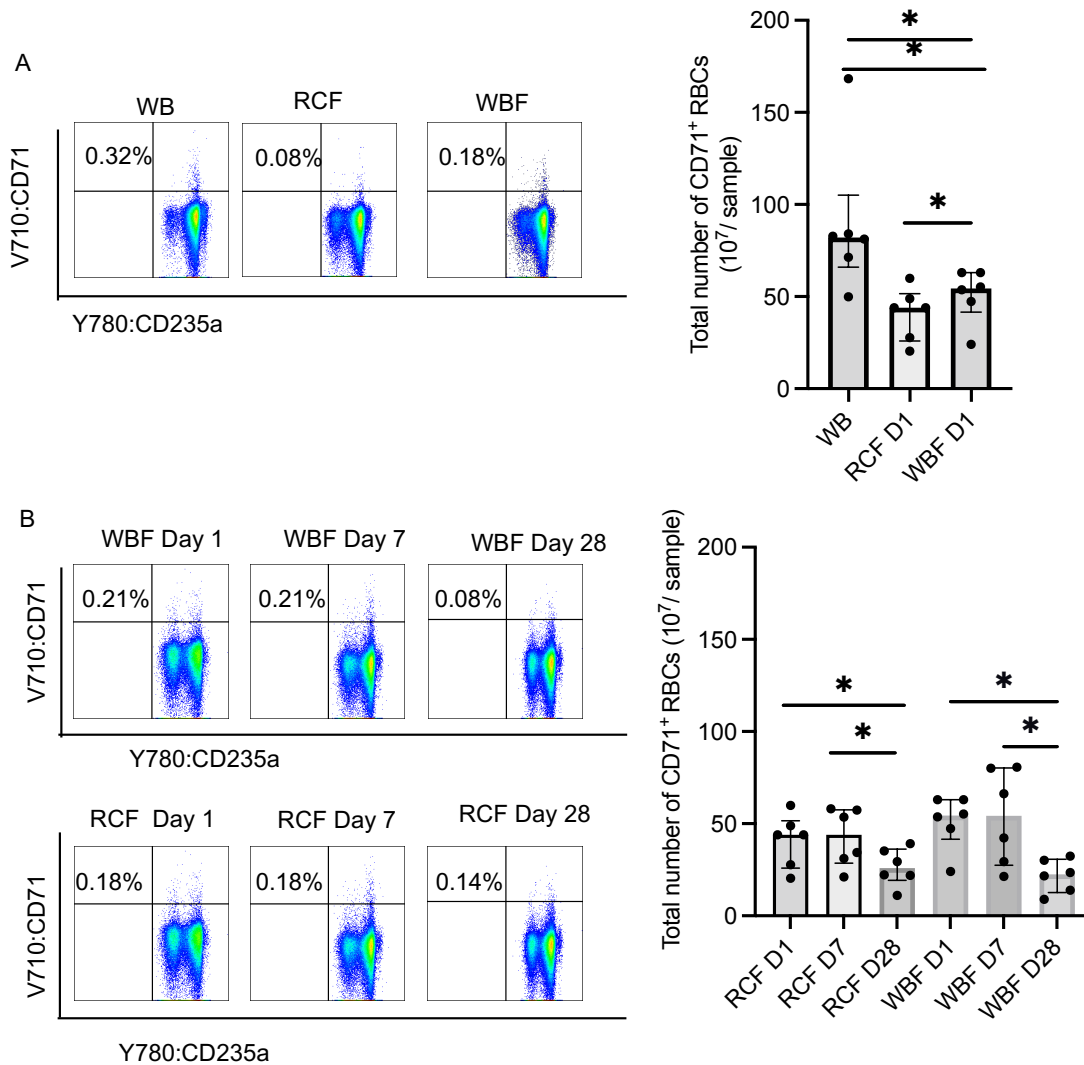 A
WB
RCF
WBF
0.32%
0.08%
0.18%
V710:CD71
Y780:CD235a
Total number of CD71⁺ RBCs
(10⁷/ sample)
200
150
100
50
0
*
*
*
WB
RCF D1
WBF D1
B
WBF Day 1
WBF Day 7
WBF Day 28
0.21%
0.21%
0.08%
V710:CD71
Y780:CD235a
RCF Day 1
RCF Day 7
RCF Day 28
0.18%
0.18%
0.14%
V710:CD71
Y780:CD235a
Total number of CD71⁺ RBCs (10⁷/ sample)
200
150
100
50
0
*
*
*
*
RCF D1
RCF D7
RCF D28
WBF D1
WBF D7
WBF D28